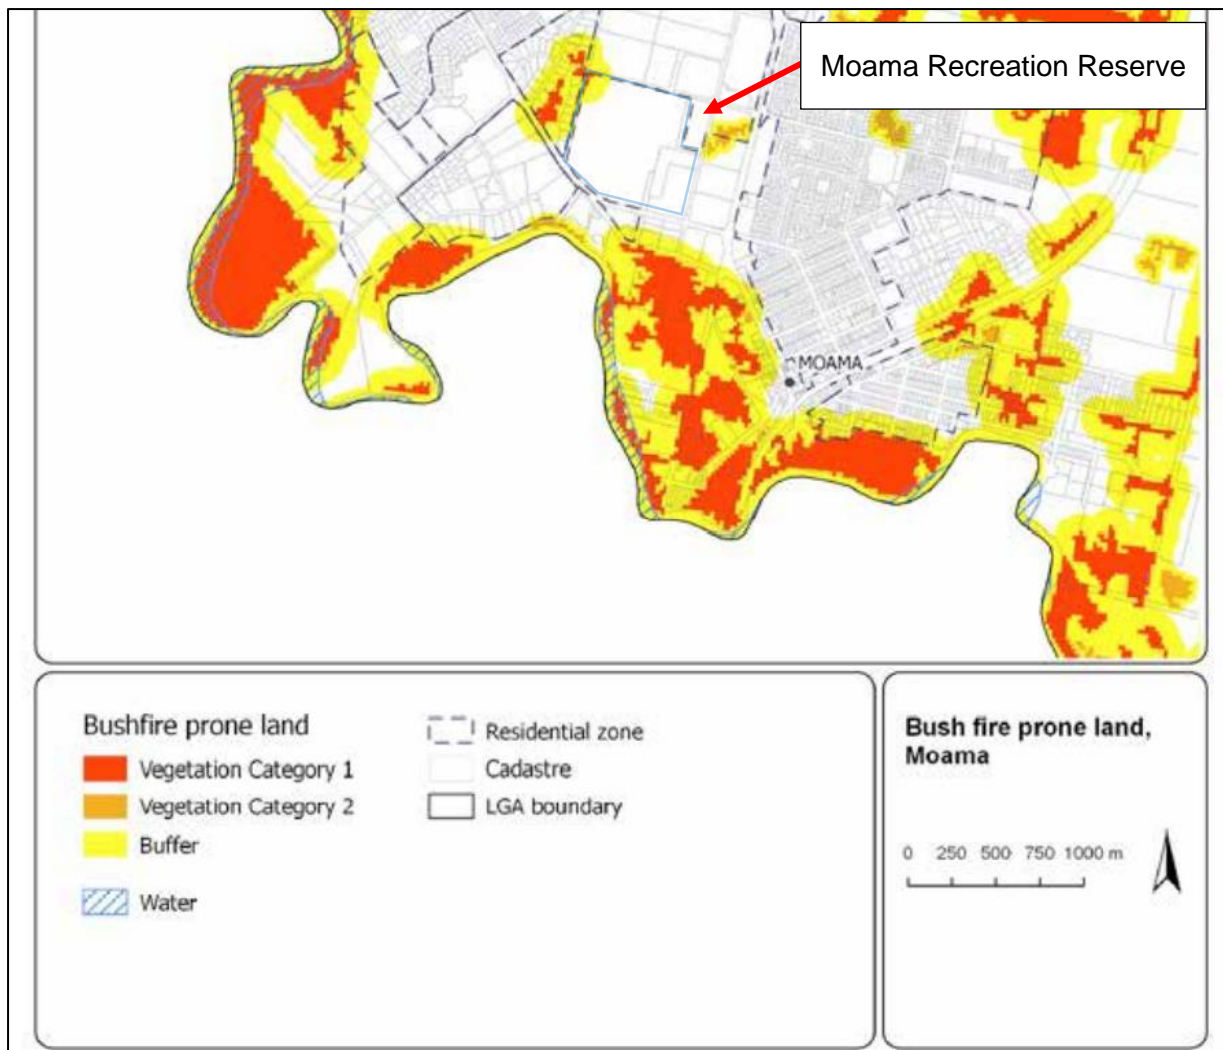 Moama Recreation Reserve
MOAMA
Bushfire prone land
Vegetation Category 1
Vegetation Category 2
Buffer
Water
Residential zone
Cadastre
LGA boundary
Bush fire prone land,
Moama
0 250 500 750 1000 m